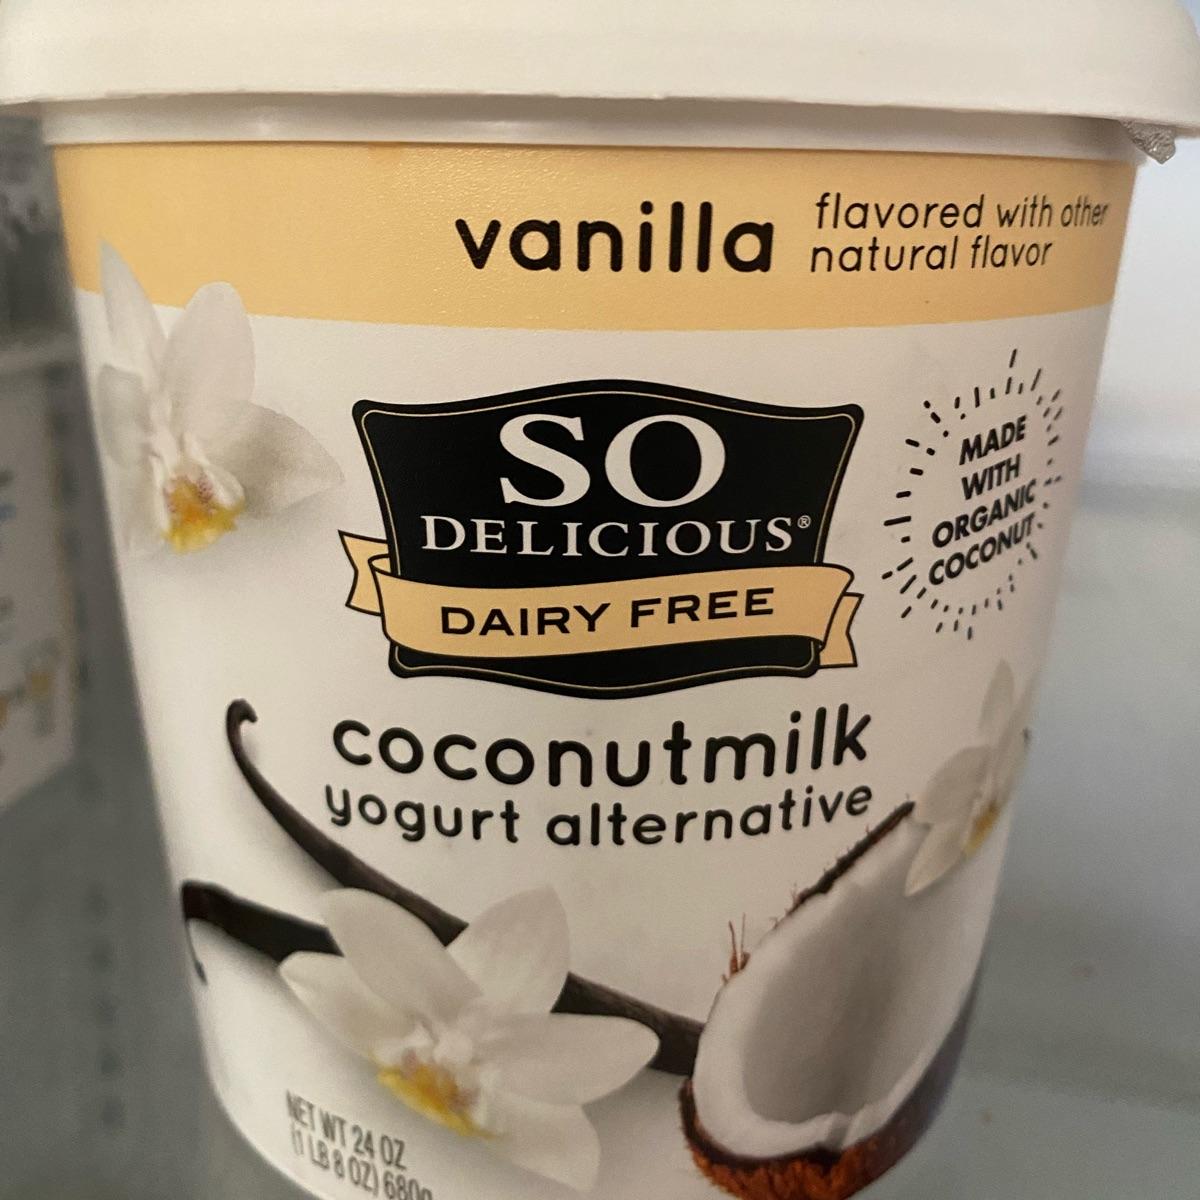 vanilla
flavored with other
natural flavor
SO
DELICIOUS®
DAIRY FREE
MADE
WITH
ORGANIC
COCONUT
coconutmilk
yogurt alternative
NET WT 24 OZ
(1 LB 8 OZ) 680g